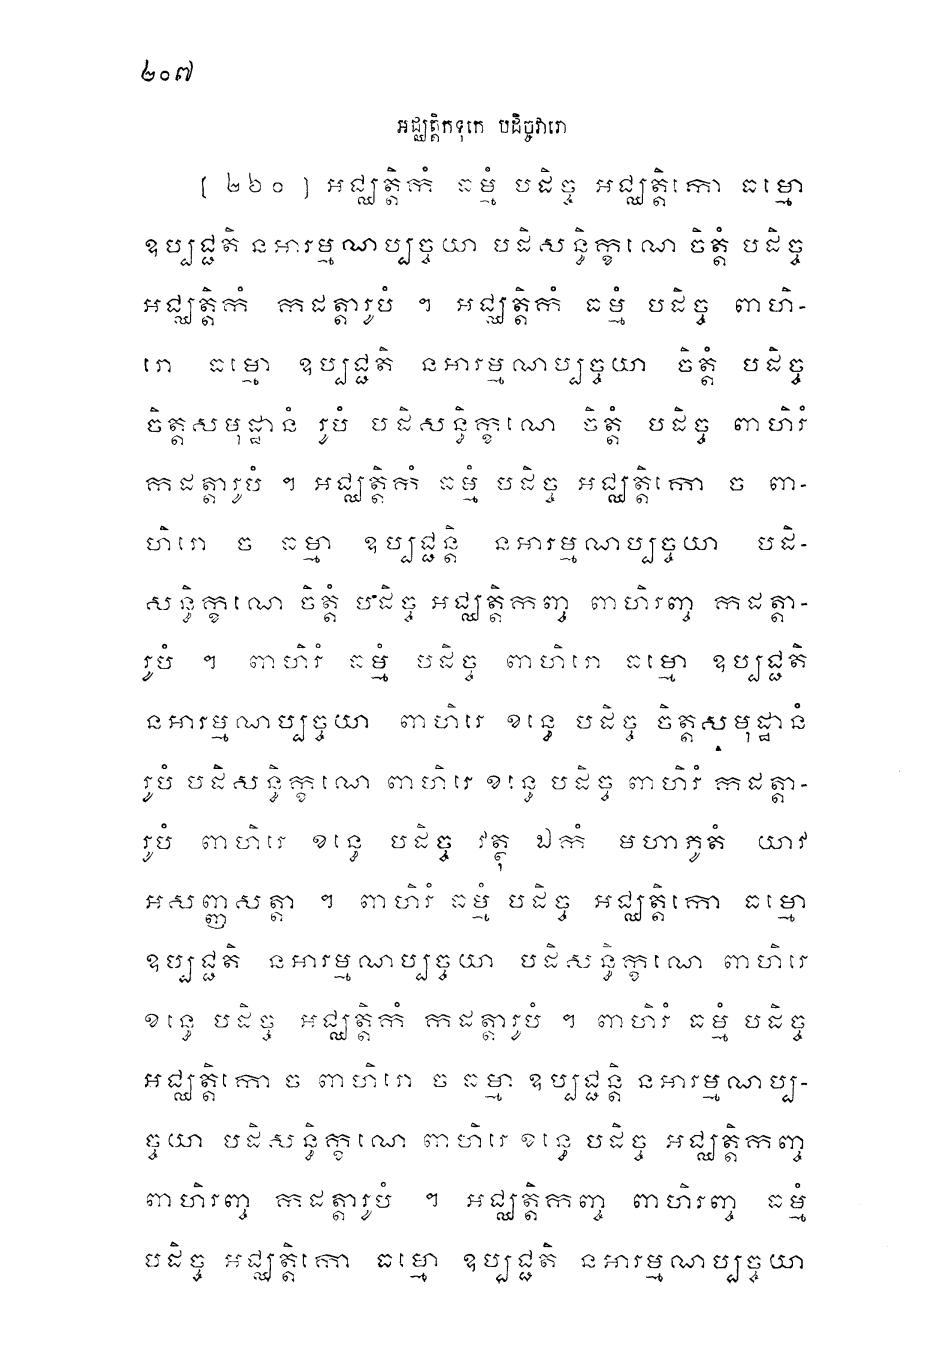 ២០៧
អជ្ឈត្តិកទុកេ បដិច្ចវារោ
[ ២៦០ ] អជ្ឈត្តិកំ ធម្មំ បដិច្ច អជ្ឈត្តិកោ ធម្មោ
ឧប្បជ្ជតិ នអារម្មណប្បច្ចយា បដិសន្ធិក្ខណេ ចិត្តំ បដិច្ច
អជ្ឈត្តិកំ កដត្តារូបំ ។ អជ្ឈត្តិកំ ធម្មំ បដិច្ច ពាហិ-
រោ ធម្មោ ឧប្បជ្ជតិ នអារម្មណប្បច្ចយា ចិត្តំ បដិច្ច
ចិត្តសមុដ្ឋានំ រូបំ បដិសន្ធិក្ខណេ ចិត្តំ បដិច្ច ពាហិរំ
កដត្តារូបំ ។ អជ្ឈត្តិកំ ធម្មំ បដិច្ច អជ្ឈត្តិកោ ច ពា-
ហិរោ ច ធម្មា ឧប្បជ្ជន្តិ នអារម្មណប្បច្ចយា បដិ-
សន្ធិក្ខណេ ចិត្តំ បដិច្ច អជ្ឈត្តិកញ្ច ពាហិរញ្ច កដត្តា-
រូបំ ។ ពាហិរំ ធម្មំ បដិច្ច ពាហិរោ ធម្មោ ឧប្បជ្ជតិ
នអារម្មណប្បច្ចយា ពាហិរេ ខន្ធេ បដិច្ច ចិត្តសមុដ្ឋានំ
រូបំ បដិសន្ធិក្ខណេ ពាហិរេ ខន្ធេ បដិច្ច ពាហិរំ កដត្តា-
រូបំ ពាហិរេ ខន្ធេ បដិច្ច វត្ថុ ឯកំ មហាភូតំ យាវ
អសញ្ញសត្តា ។ ពាហិរំ ធម្មំ បដិច្ច អជ្ឈត្តិកោ ធម្មោ
ឧប្បជ្ជតិ នអារម្មណប្បច្ចយា បដិសន្ធិក្ខណេ ពាហិរេ
ខន្ធេ បដិច្ច អជ្ឈត្តិកំ កដត្តារូបំ ។ ពាហិរំ ធម្មំ បដិច្ច
អជ្ឈត្តិកោ ច ពាហិរោ ច ធម្មា ឧប្បជ្ជន្តិ នអារម្មណប្ប-
ច្ចយា បដិសន្ធិក្ខណេ ពាហិរេ ខន្ធេ បដិច្ច អជ្ឈត្តិកញ្ច
ពាហិរញ្ច កដត្តារូបំ ។ អជ្ឈត្តិកញ្ច ពាហិរញ្ច ធម្មំ
បដិច្ច អជ្ឈត្តិកោ ធម្មោ ឧប្បជ្ជតិ នអារម្មណប្បច្ចយា